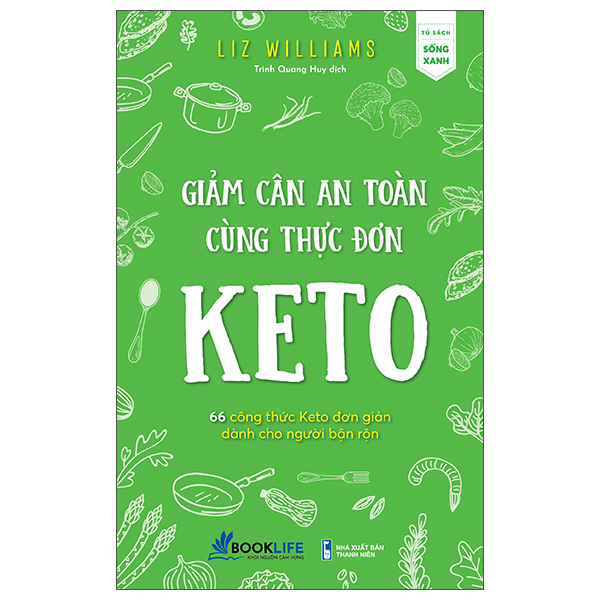 LIZ WILLIAMS
Trình Quang Huy dịch
TỦ SÁCH
SỐNG
XANH
GIẢM CÂN AN TOÀN
CÙNG THỰC ĐƠN
KETO
66 công thức Keto đơn giản
dành cho người bận rộn
BOOKLIFE
KHƠI NGUỒN CẢM HỨNG
NHÀ XUẤT BẢN
THANH NIÊN